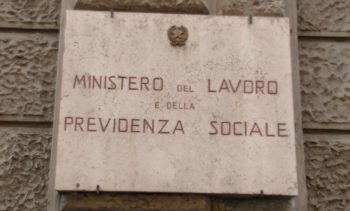 MINISTERO DEL LAVORO
E DELLA
PREVIDENZA SOCIALE